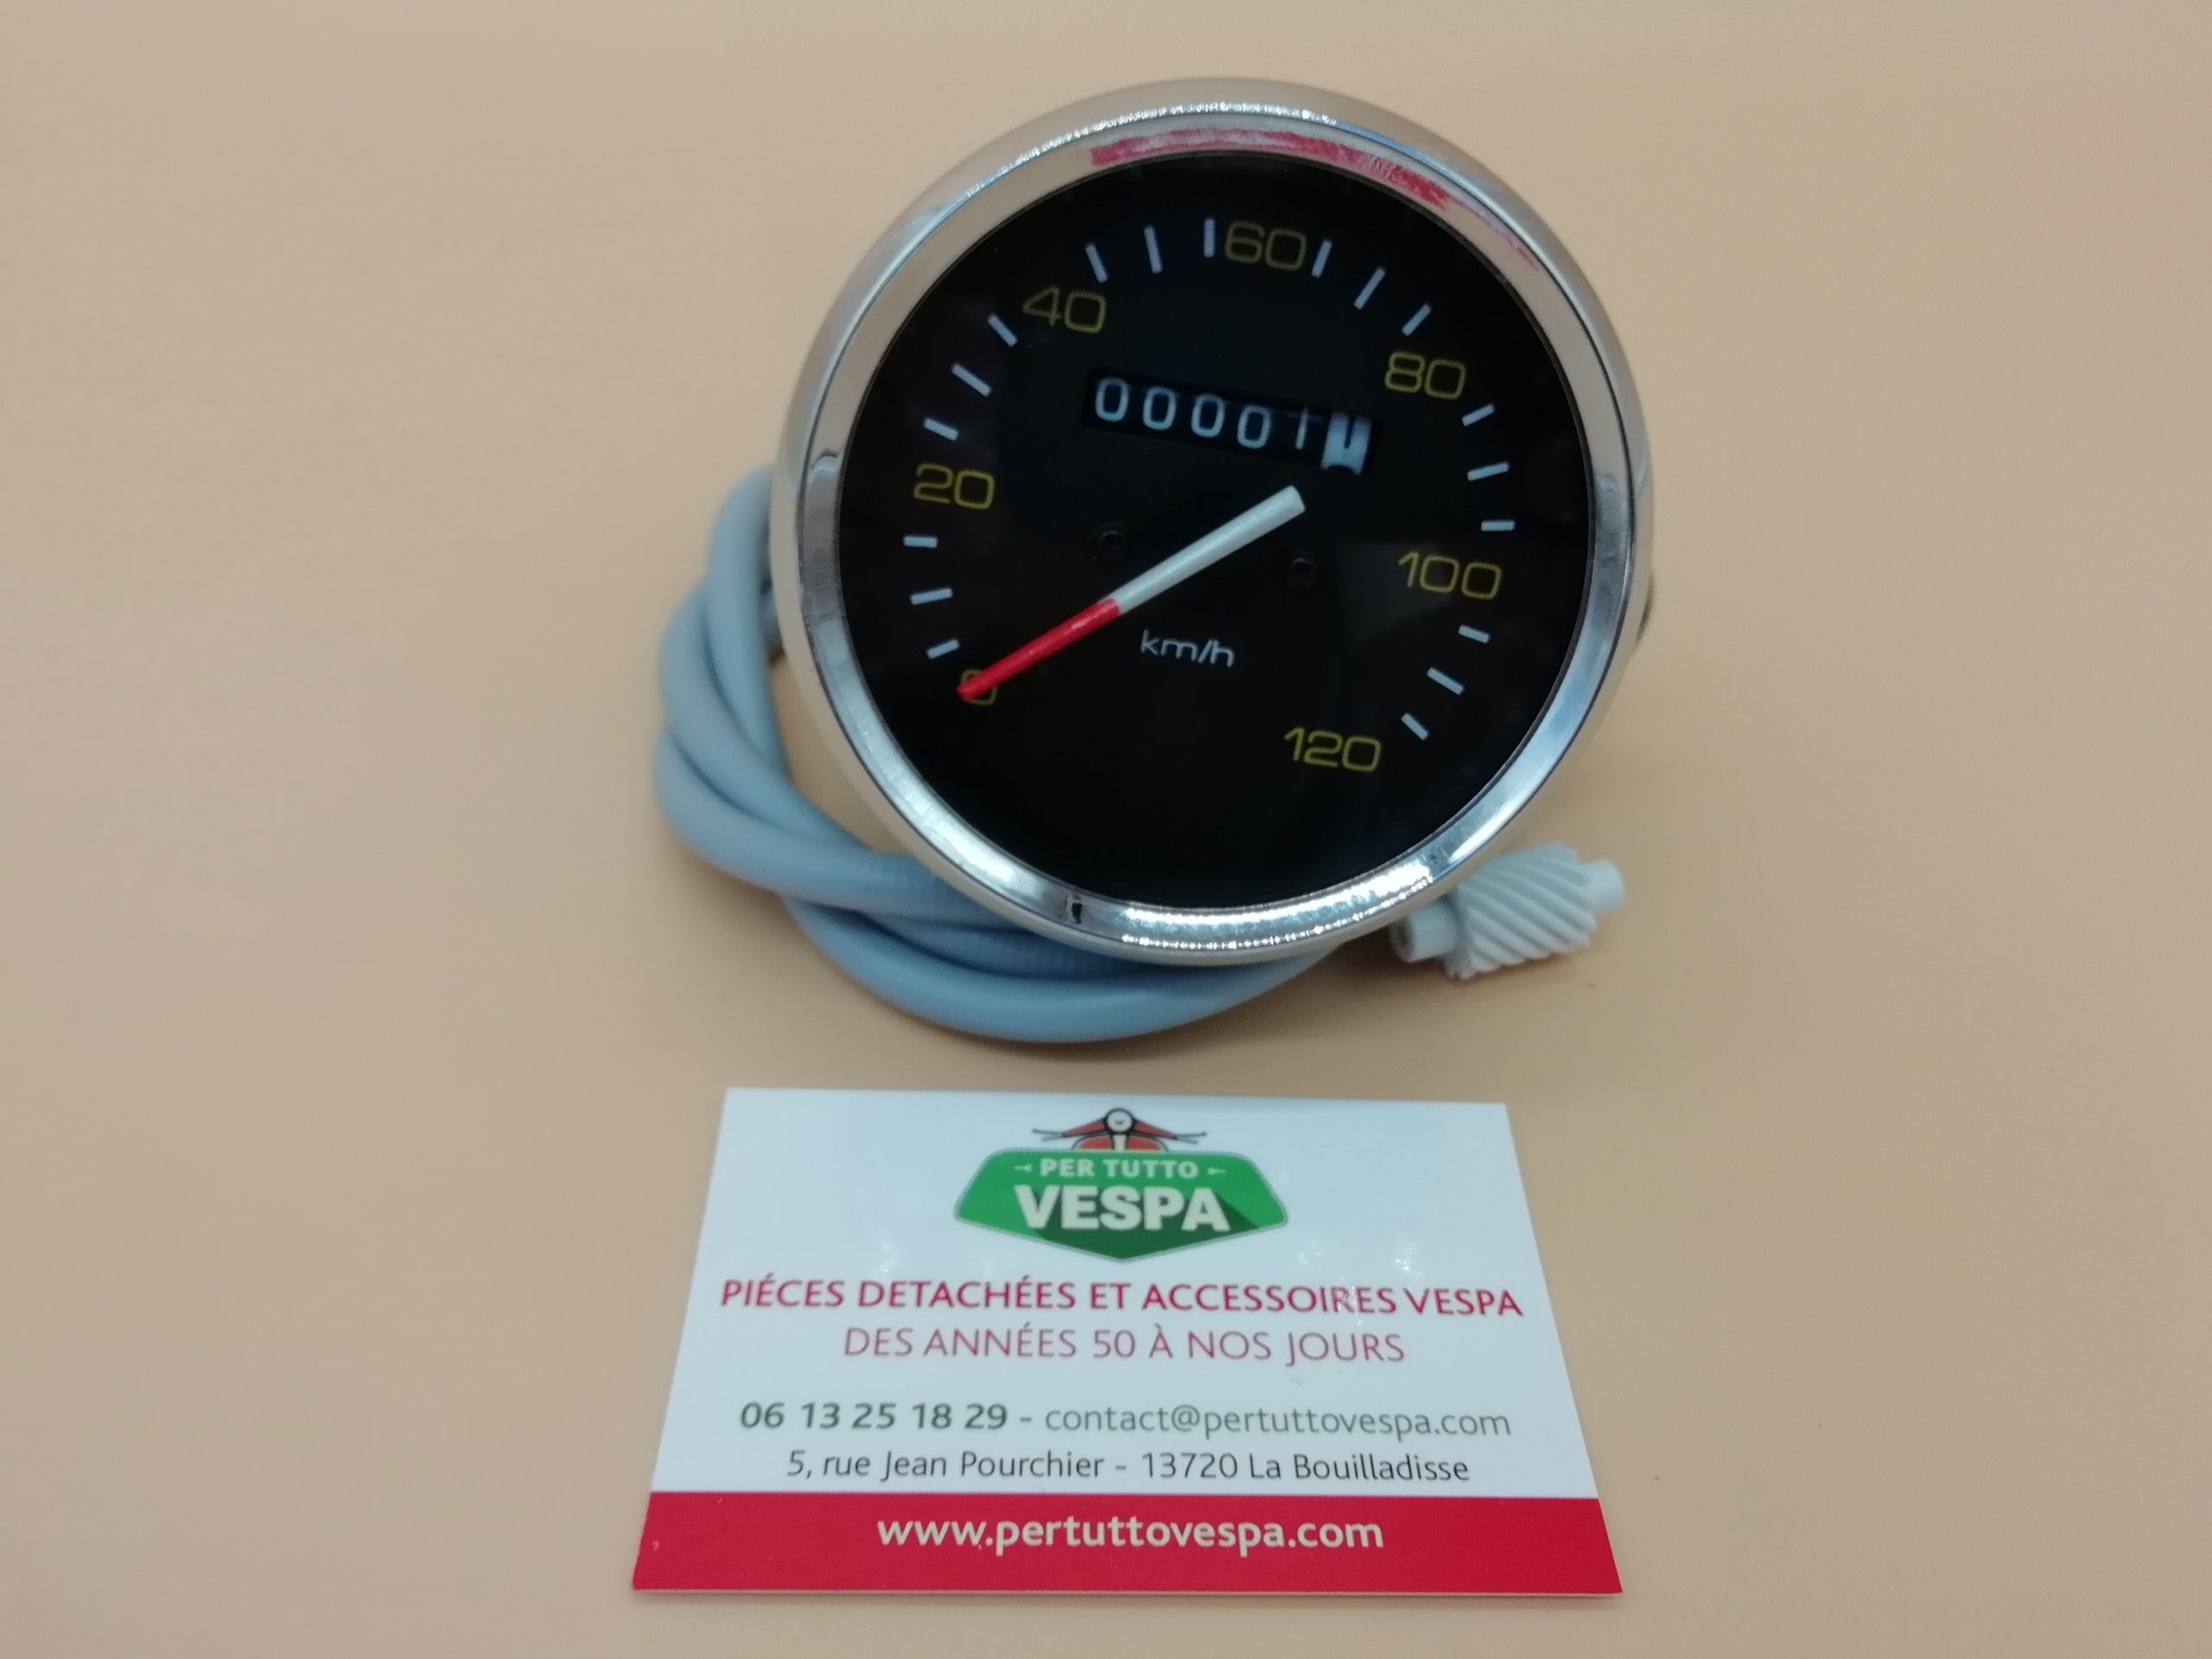 60
40
80
00001
20
100
km/h
0
120
PER TUTTO
VESPA
PIÉCES DETACHÉES ET ACCESSOIRES VESPA
DES ANNÉES 50 À NOS JOURS
06 13 25 18 29 - contact@pertuttovespa.com
5, rue Jean Pourchier - 13720 La Bouilladisse
www.pertuttovespa.com